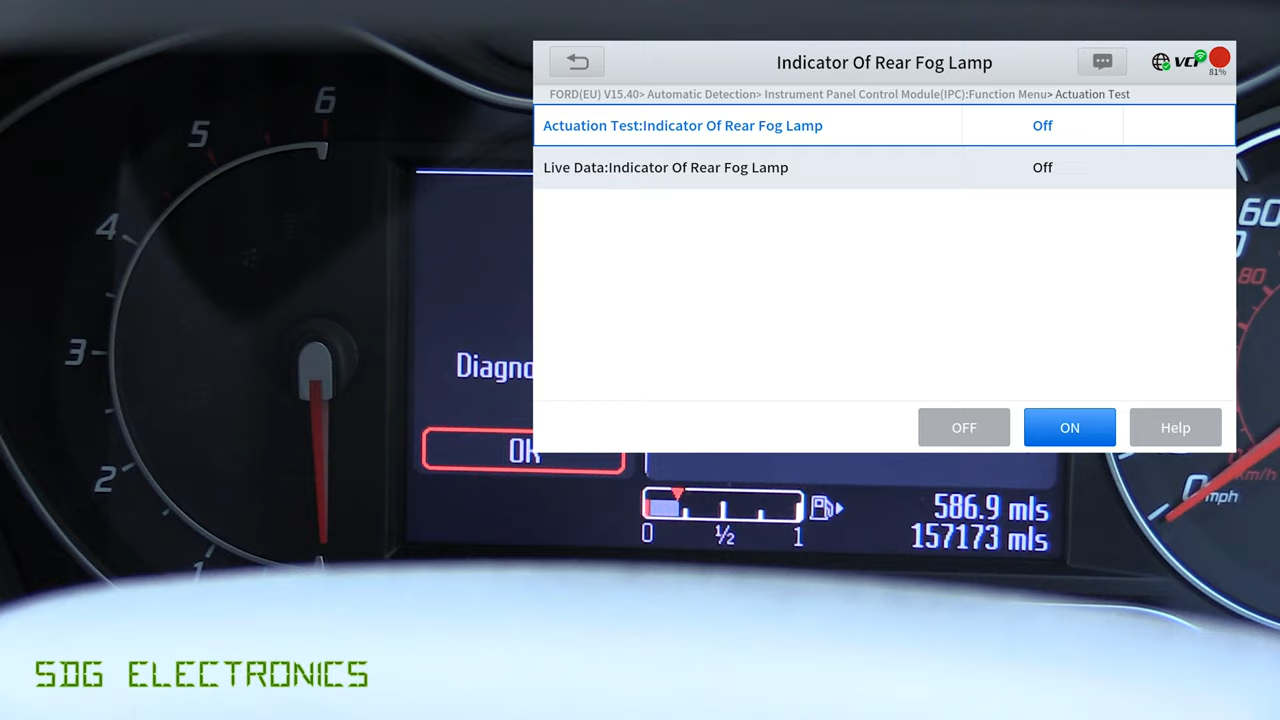 Indicator Of Rear Fog Lamp
VCI
81%
FORD(EU) V15.40> Automatic Detection> Instrument Panel Control Module(IPC):Function Menu> Actuation Test
Actuation Test:Indicator Of Rear Fog Lamp Off
Live Data:Indicator Of Rear Fog Lamp Off
OFF ON Help
6
5
4
3
2
1
Diagno
OK
0 ½ 1
586.9 mls
157173 mls
60
80
km/h
0 mph
SDG ELECTRONICS